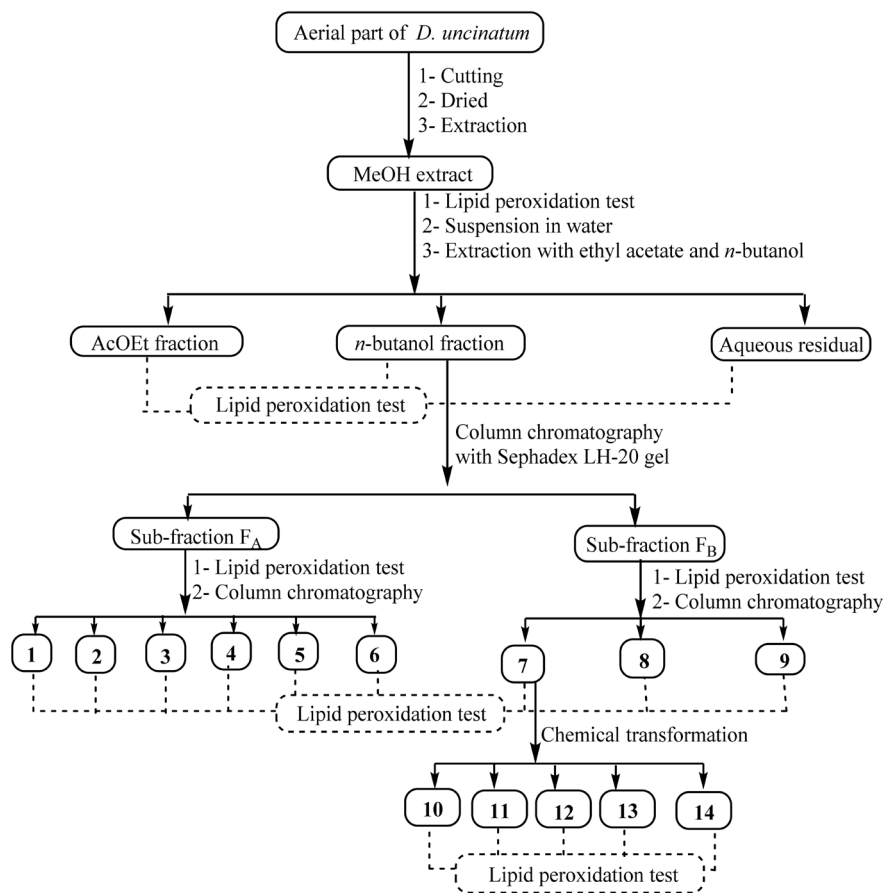 Aerial part of D. uncinatum
1- Cutting
2- Dried
3- Extraction
MeOH extract
1- Lipid peroxidation test
2- Suspension in water
3- Extraction with ethyl acetate and n-butanol
AcOEt fraction
n-butanol fraction
Aqueous residual
Lipid peroxidation test
Column chromatography
with Sephadex LH-20 gel
Sub-fraction FA
Sub-fraction FB
1- Lipid peroxidation test
2- Column chromatography
1- Lipid peroxidation test
2- Column chromatography
1
2
3
4
5
6
7
8
9
Lipid peroxidation test
Chemical transformation
10
11
12
13
14
Lipid peroxidation test